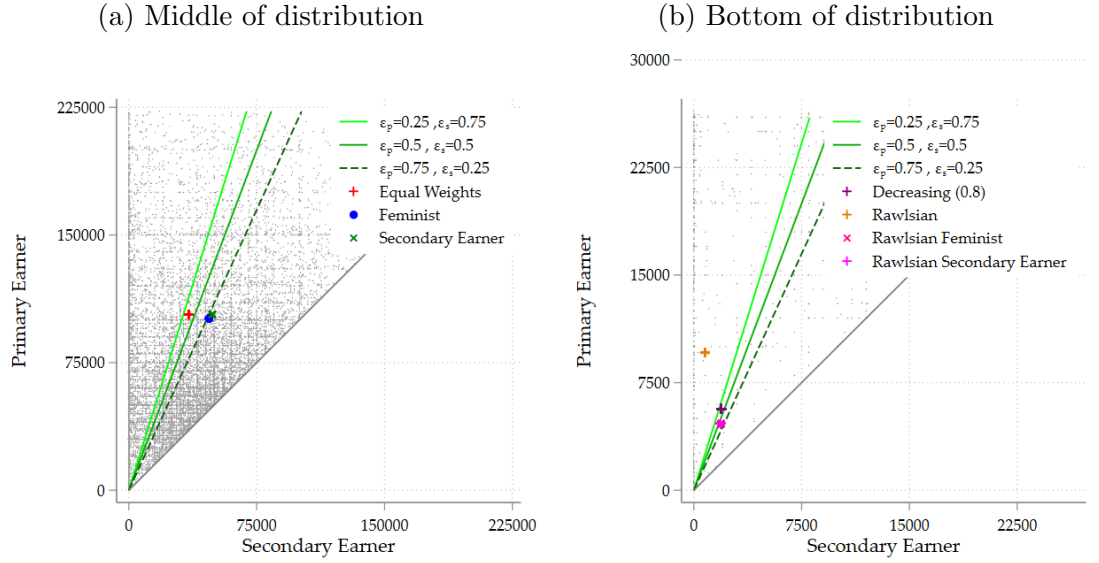 (a) Middle of distribution
225000
150000
75000
0
Primary Earner
0
75000
150000
225000
Secondary Earner
εp=0.25 ,εs=0.75
εp=0.5 , εs=0.5
εp=0.75 , εs=0.25
Equal Weights
Feminist
Secondary Earner
(b) Bottom of distribution
30000
22500
15000
7500
0
Primary Earner
0
7500
15000
22500
Secondary Earner
εp=0.25 ,εs=0.75
εp=0.5 , εs=0.5
εp=0.75 , εs=0.25
Decreasing (0.8)
Rawlsian
Rawlsian Feminist
Rawlsian Secondary Earner